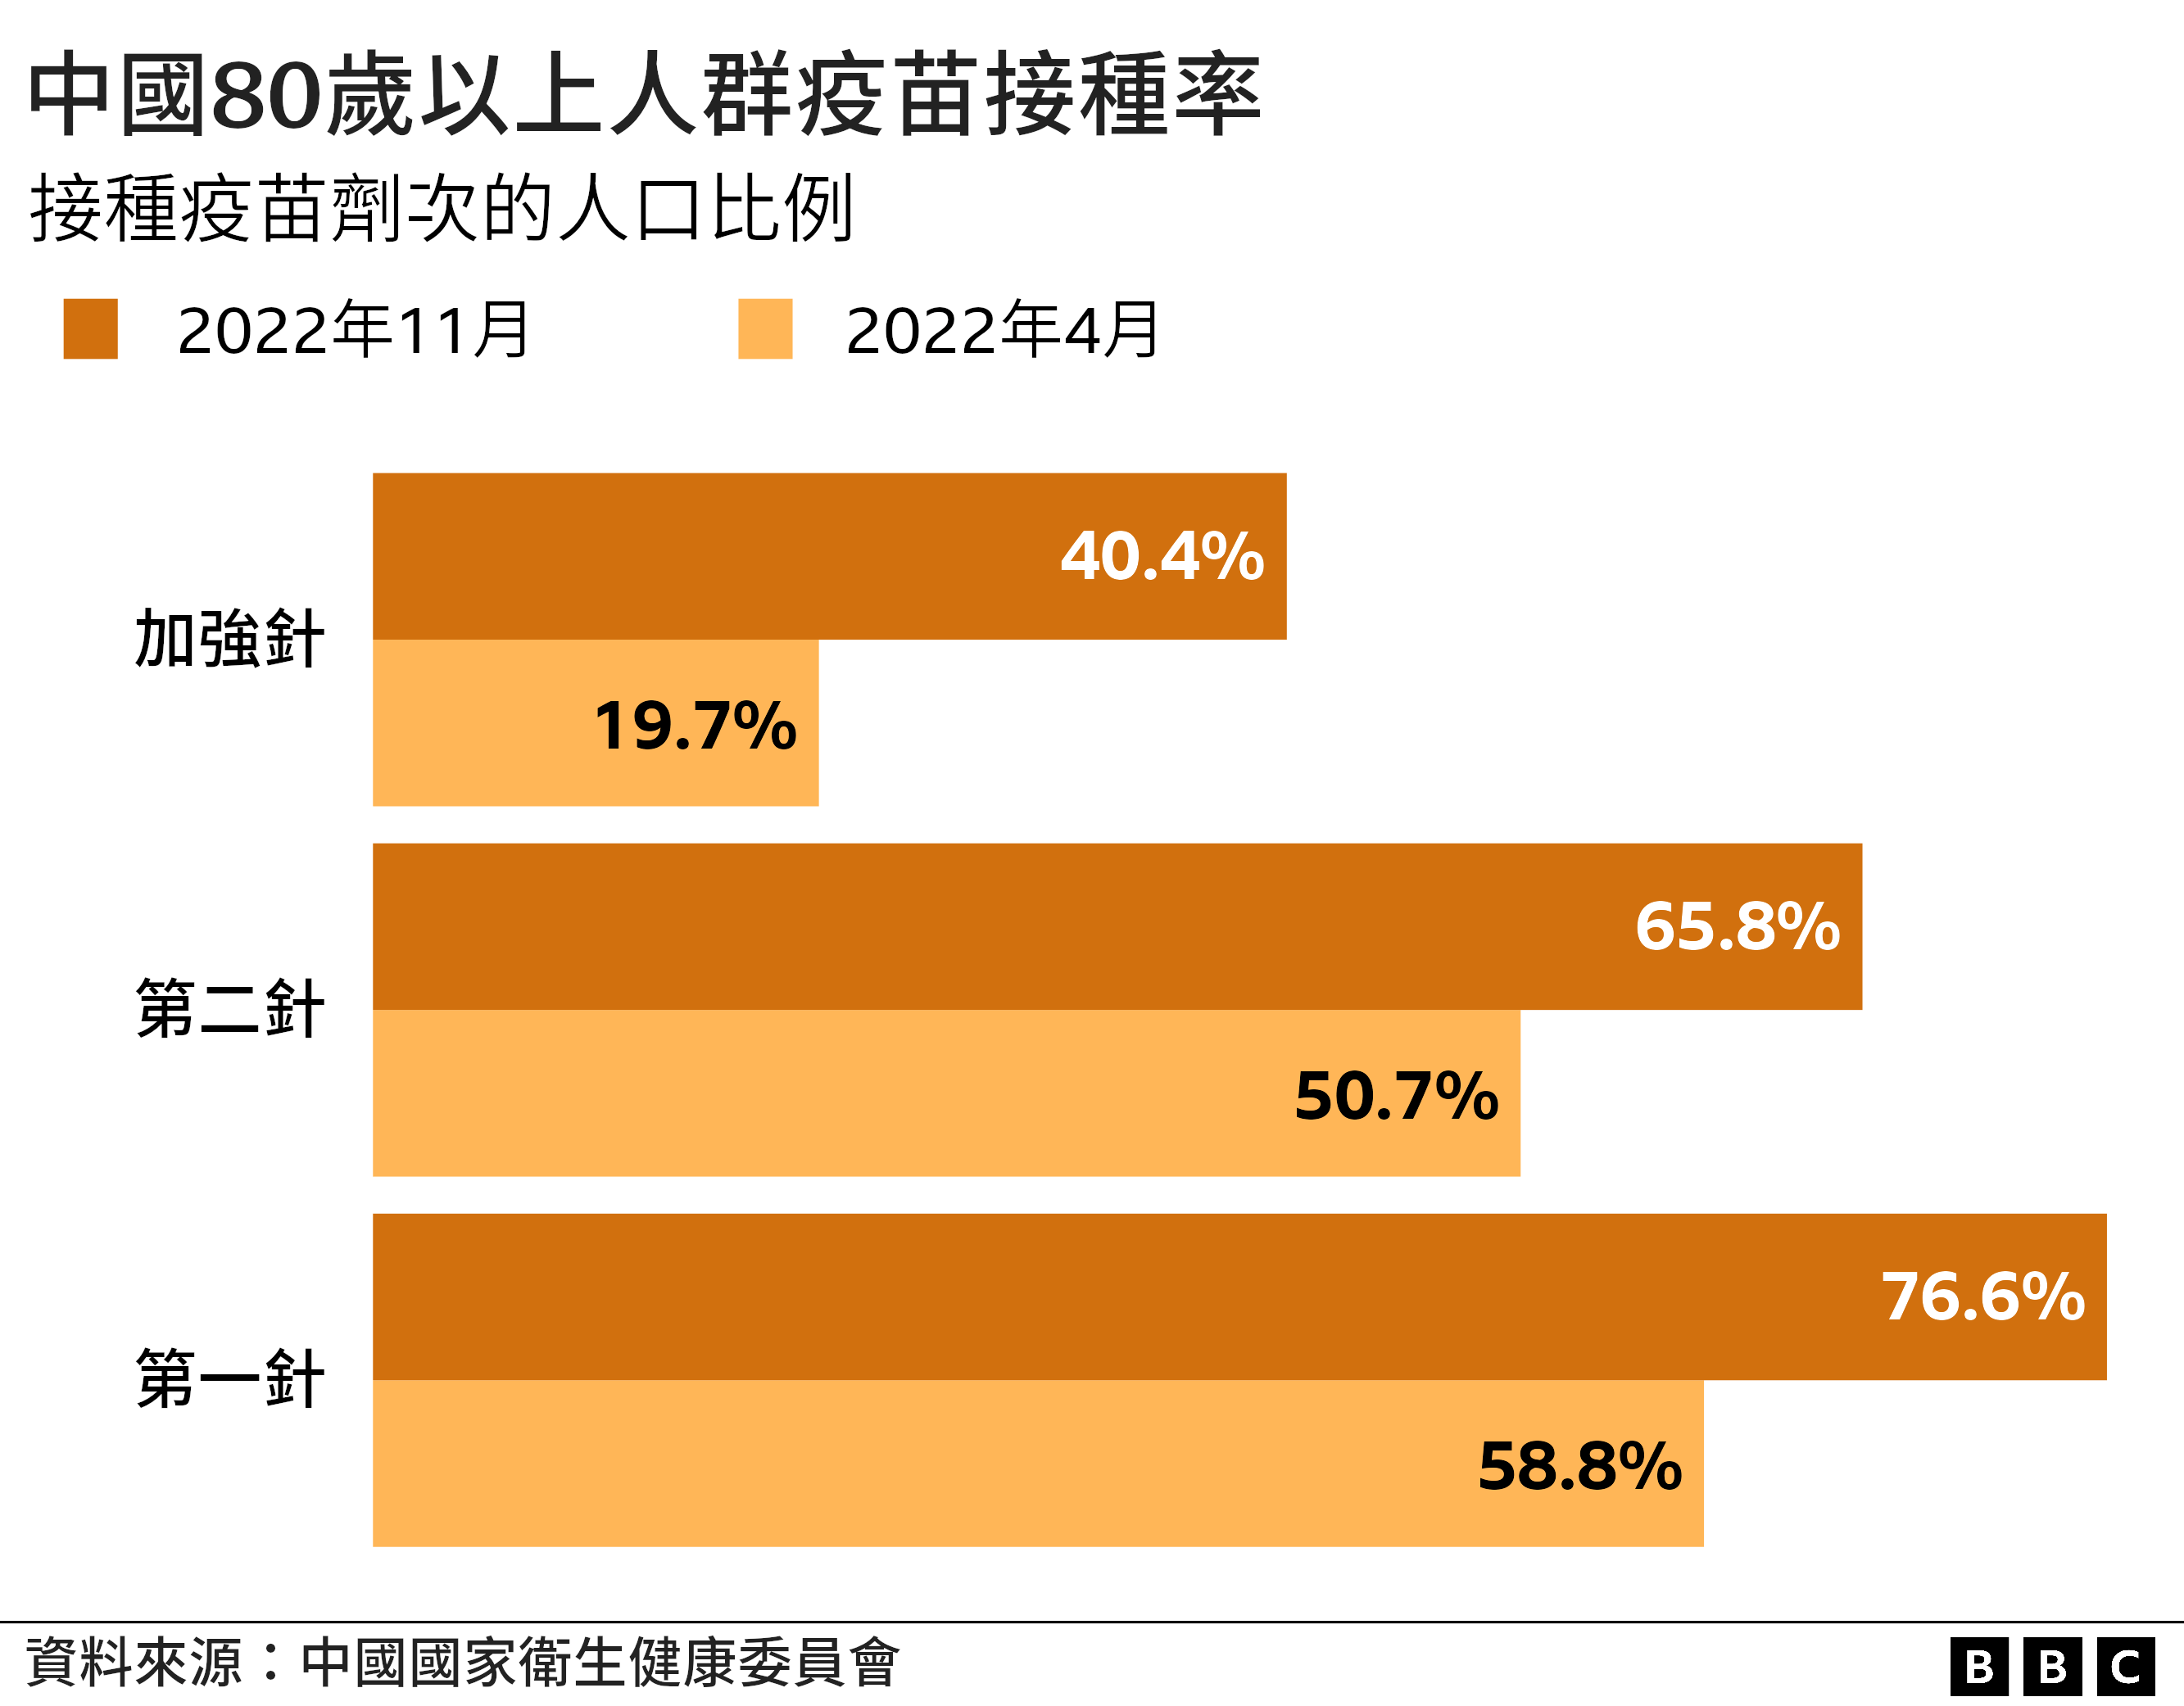 中國80歲以上人群疫苗接種率
接種疫苗劑次的人口比例
2022年11月 2022年4月
40.4%
加強針
19.7%
65.8%
第二針
50.7%
76.6%
第一針
58.8%
資料來源：中國國家衛生健康委員會
BBC